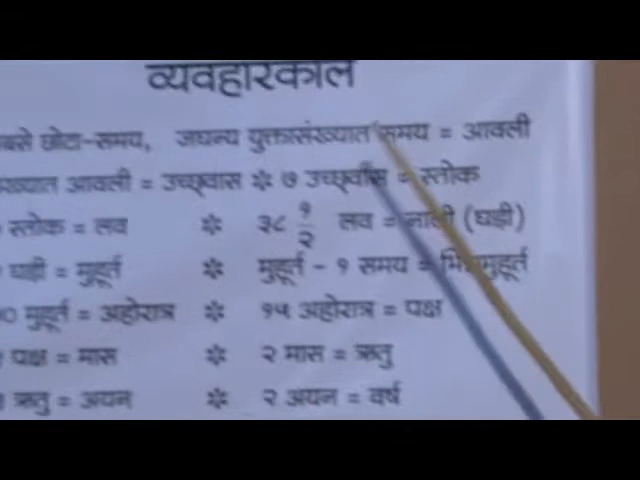 व्यवहारकाल
छोटा-समय, जघन्य युक्तासंख्यात समय = आवली
आवली = उच्छ्वास * ७ उच्छ्वास = स्तोक
स्तोक = लव * ३८ १/२ लव = नाली (घड़ी)
घड़ी = मुहूर्त * मुहूर्त - १ समय = भिन्नमुहूर्त
मुहूर्त = अहोरात्र * १५ अहोरात्र = पक्ष
पक्ष = मास * २ मास = ऋतु
ऋतु = अयन * २ अयन = वर्ष